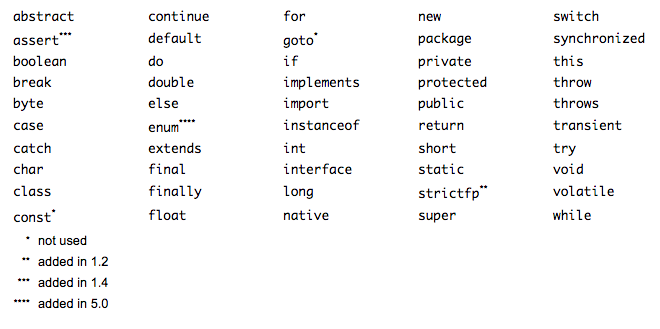 abstract continue for new switch
assert*** default goto* package synchronized
boolean do if private this
break double implements protected throw
byte else import public throws
case enum**** instanceof return transient
catch extends int short try
char final interface static void
class finally long strictfp** volatile
const* float native super while
* not used
** added in 1.2
*** added in 1.4
**** added in 5.0